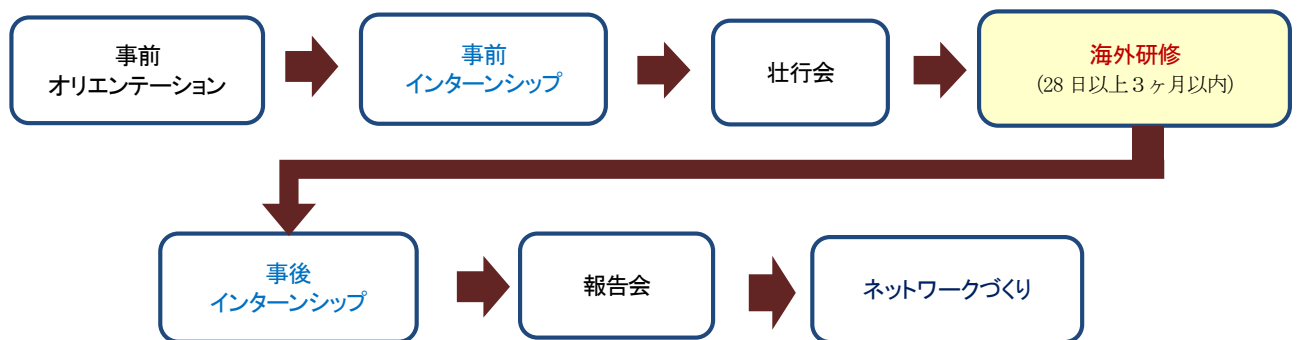 事前
オリエンテーション
事前
インターンシップ
壮行会
海外研修
(28 日以上３ヶ月以内)
事後
インターンシップ
報告会
ネットワークづくり